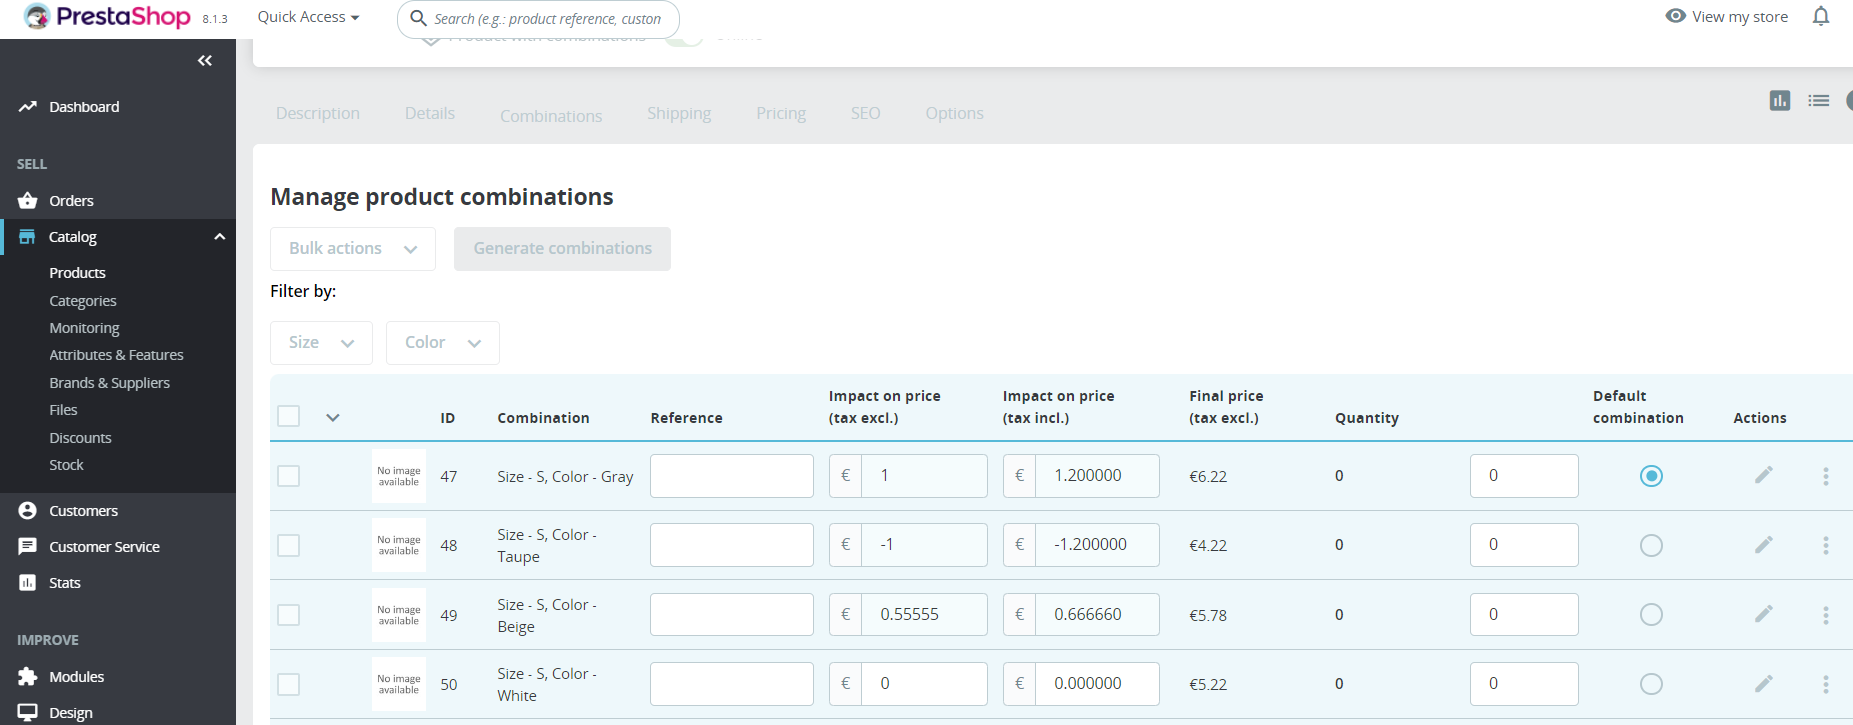 PrestaShop 8.1.3 Quick Access Search (e.g.: product reference, custon View my store
Product with combinations Online
Dashboard
Description Details Combinations Shipping Pricing SEO Options
SELL
Orders
Catalog
Products
Categories
Monitoring
Attributes & Features
Brands & Suppliers
Files
Discounts
Stock
Customers
Customer Service
Stats
IMPROVE
Modules
Design
Manage product combinations
Bulk actions Generate combinations
Filter by:
Size Color
ID Combination Reference Impact on price (tax excl.) Impact on price (tax incl.) Final price (tax excl.) Quantity Default combination Actions
No image available 47 Size - S, Color - Gray € 1 € 1.200000 €6.22 0 0
No image available 48 Size - S, Color - Taupe € -1 € -1.200000 €4.22 0 0
No image available 49 Size - S, Color - Beige € 0.55555 € 0.666660 €5.78 0 0
No image available 50 Size - S, Color - White € 0 € 0.000000 €5.22 0 0